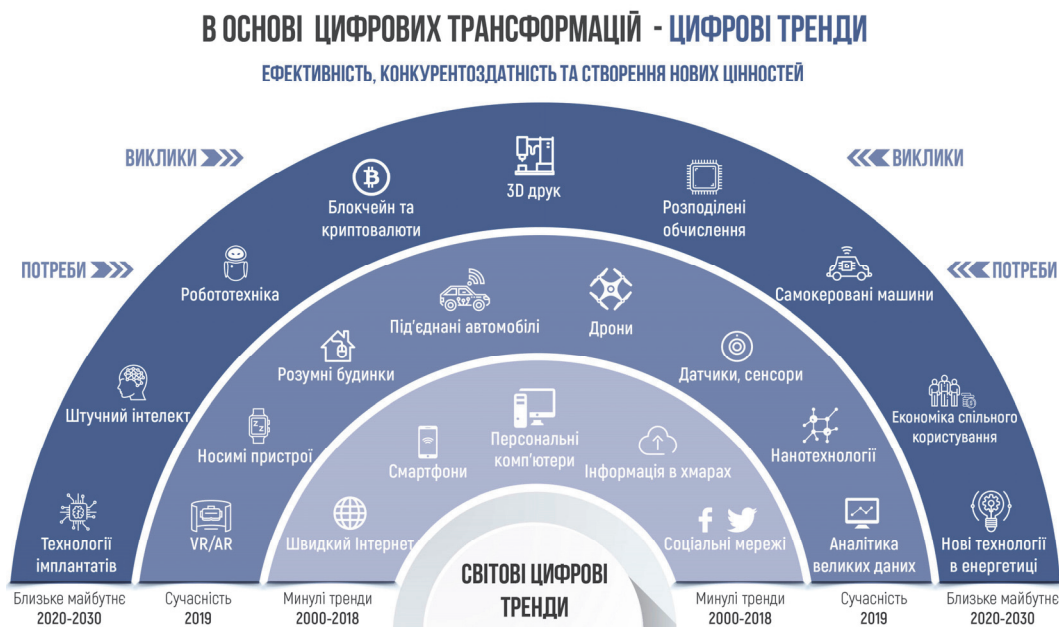 В ОСНОВІ ЦИФРОВИХ ТРАНСФОРМАЦІЙ - ЦИФРОВІ ТРЕНДИ
ЕФЕКТИВНІСТЬ, КОНКУРЕНТОЗДАТНІСТЬ ТА СТВОРЕННЯ НОВИХ ЦІННОСТЕЙ
ВИКЛИКИ
ВИКЛИКИ
ПОТРЕБИ
ПОТРЕБИ
Технології
імплантатів
Штучний інтелект
Робототехніка
Блокчейн та
криптовалюти
3D друк
Розподілені
обчислення
Самокеровані машини
Економіка спільного
користування
Нові технології
в енергетиці
VR/AR
Носимі пристрої
Розумні будинки
Під'єднані автомобілі
Дрони
Датчики, сенсори
Нанотехнології
Аналітика
великих даних
Швидкий Інтернет
Смартфони
Персональні
комп'ютери
Інформація в хмарах
Соціальні мережі
СВІТОВІ ЦИФРОВІ
ТРЕНДИ
Близьке майбутнє
2020-2030
Сучасність
2019
Минулі тренди
2000-2018
Минулі тренди
2000-2018
Сучасність
2019
Близьке майбутнє
2020-2030